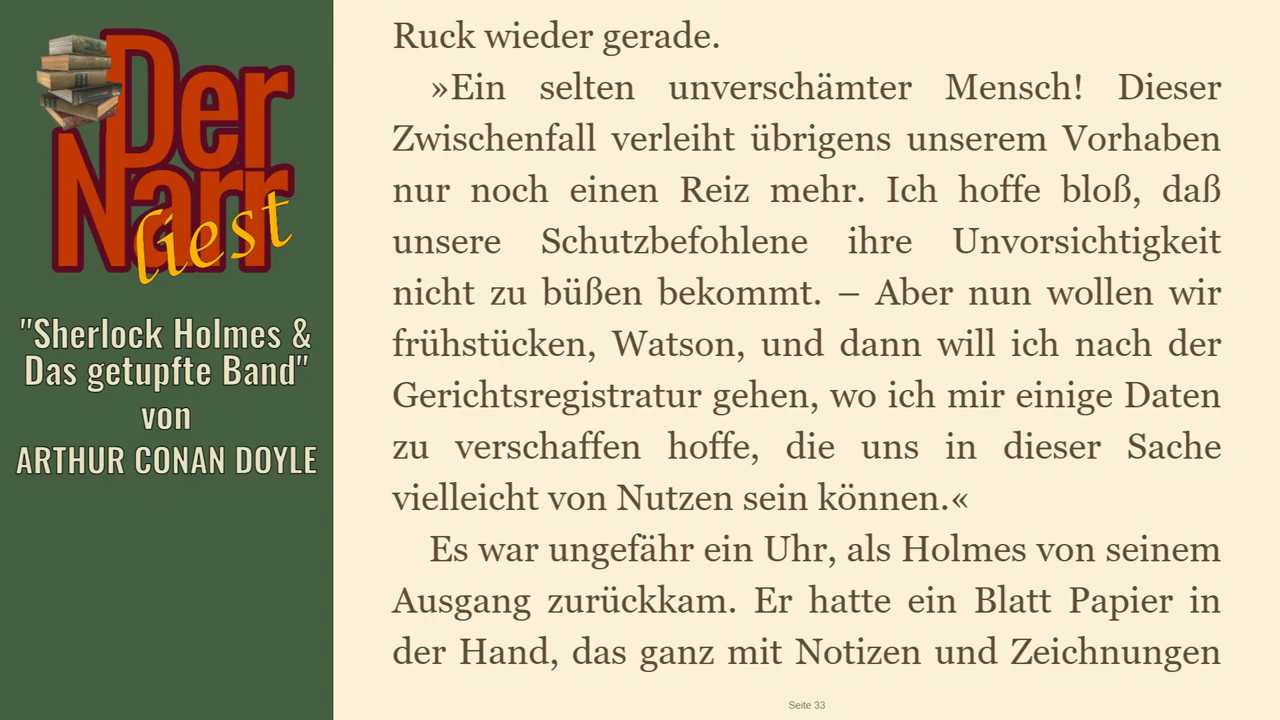 Der
Narr
liest
"Sherlock Holmes &
Das getupfte Band"
von
ARTHUR CONAN DOYLE
Ruck wieder gerade.
»Ein selten unverschämter Mensch! Dieser
Zwischenfall verleiht übrigens unserem Vorhaben
nur noch einen Reiz mehr. Ich hoffe bloß, daß
unsere Schutzbefohlene ihre Unvorsichtigkeit
nicht zu büßen bekommt. – Aber nun wollen wir
frühstücken, Watson, und dann will ich nach der
Gerichtsregistratur gehen, wo ich mir einige Daten
zu verschaffen hoffe, die uns in dieser Sache
vielleicht von Nutzen sein können.«
Es war ungefähr ein Uhr, als Holmes von seinem
Ausgang zurückkam. Er hatte ein Blatt Papier in
der Hand, das ganz mit Notizen und Zeichnungen
Seite 33